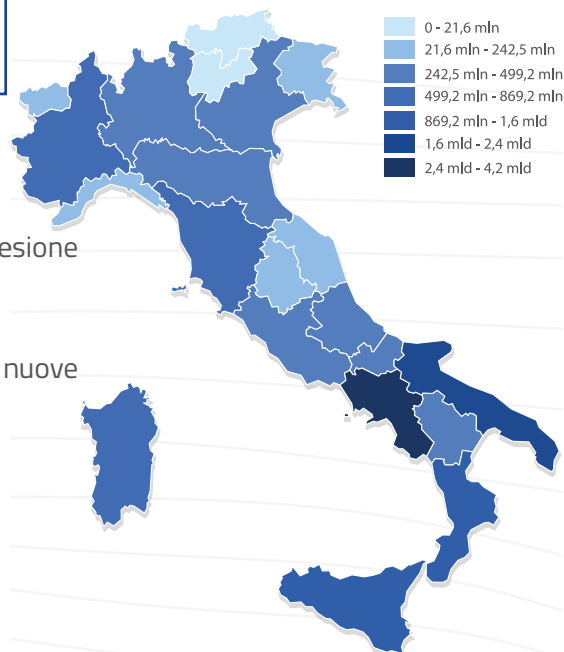 0 - 21,6 mln
21,6 mln - 242,5 mln
242,5 mln - 499,2 mln
499,2 mln - 869,2 mln
869,2 mln - 1,6 mld
1,6 mld - 2,4 mld
2,4 mld - 4,2 mld
esione
nuove